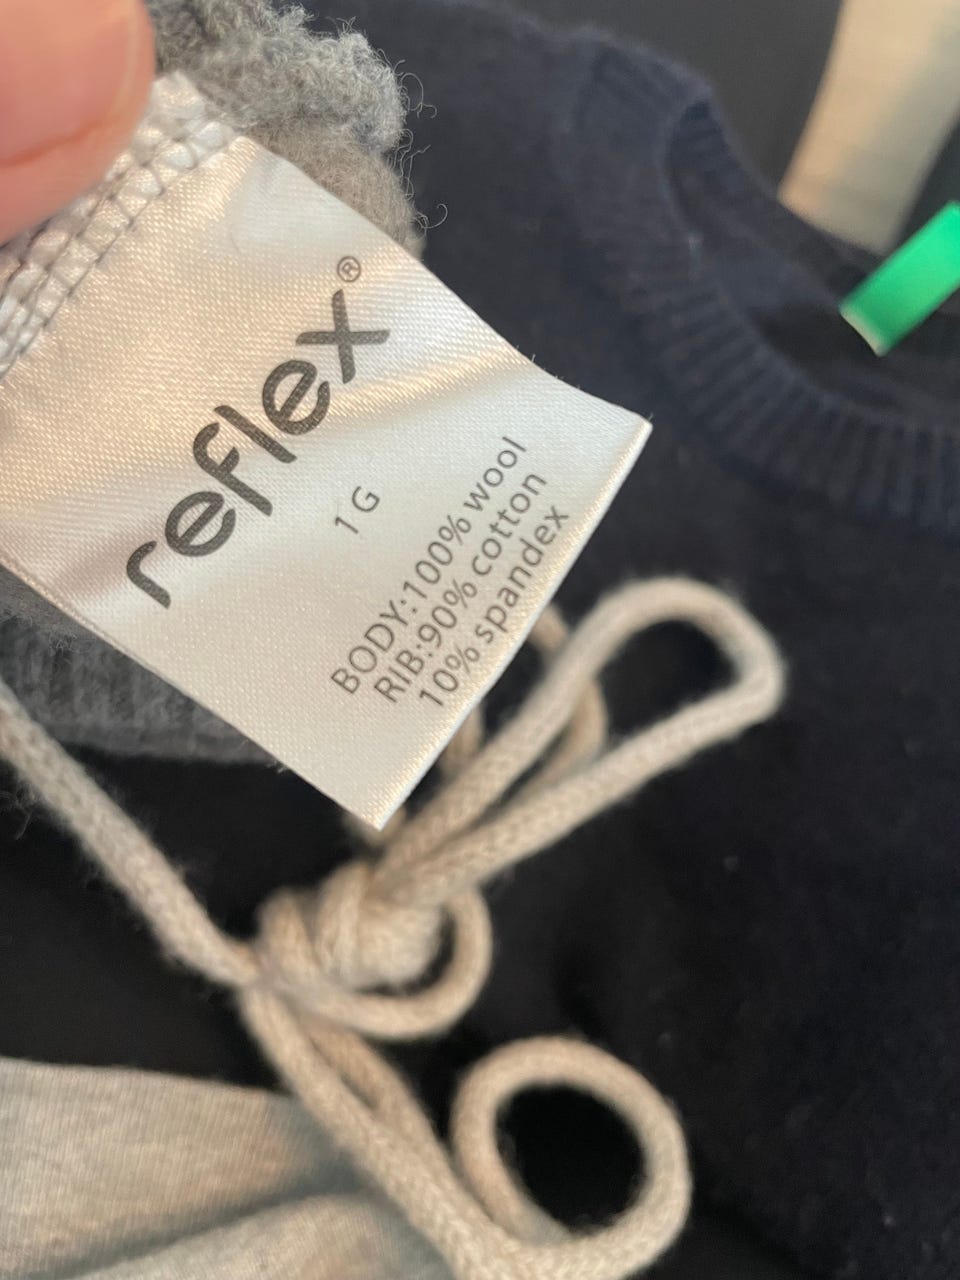 reflex®
1 G
BODY:100% wool
RIB:90% cotton
10% spandex